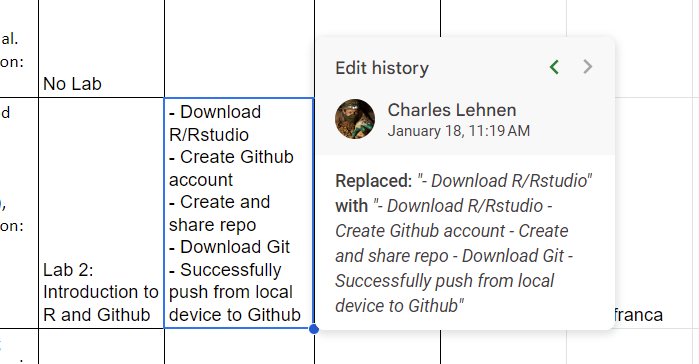 al.
on:
No Lab
d
),
on:
Lab 2:
Introduction to
R and Github
- Download
R/Rstudio
- Create Github
account
- Create and
share repo
- Download Git
- Successfully
push from local
device to Github
Edit history
Charles Lehnen
January 18, 11:19 AM
Replaced: "- Download R/Rstudio"
with "- Download R/Rstudio -
Create Github account - Create
and share repo - Download Git -
Successfully push from local
device to Github"
franca